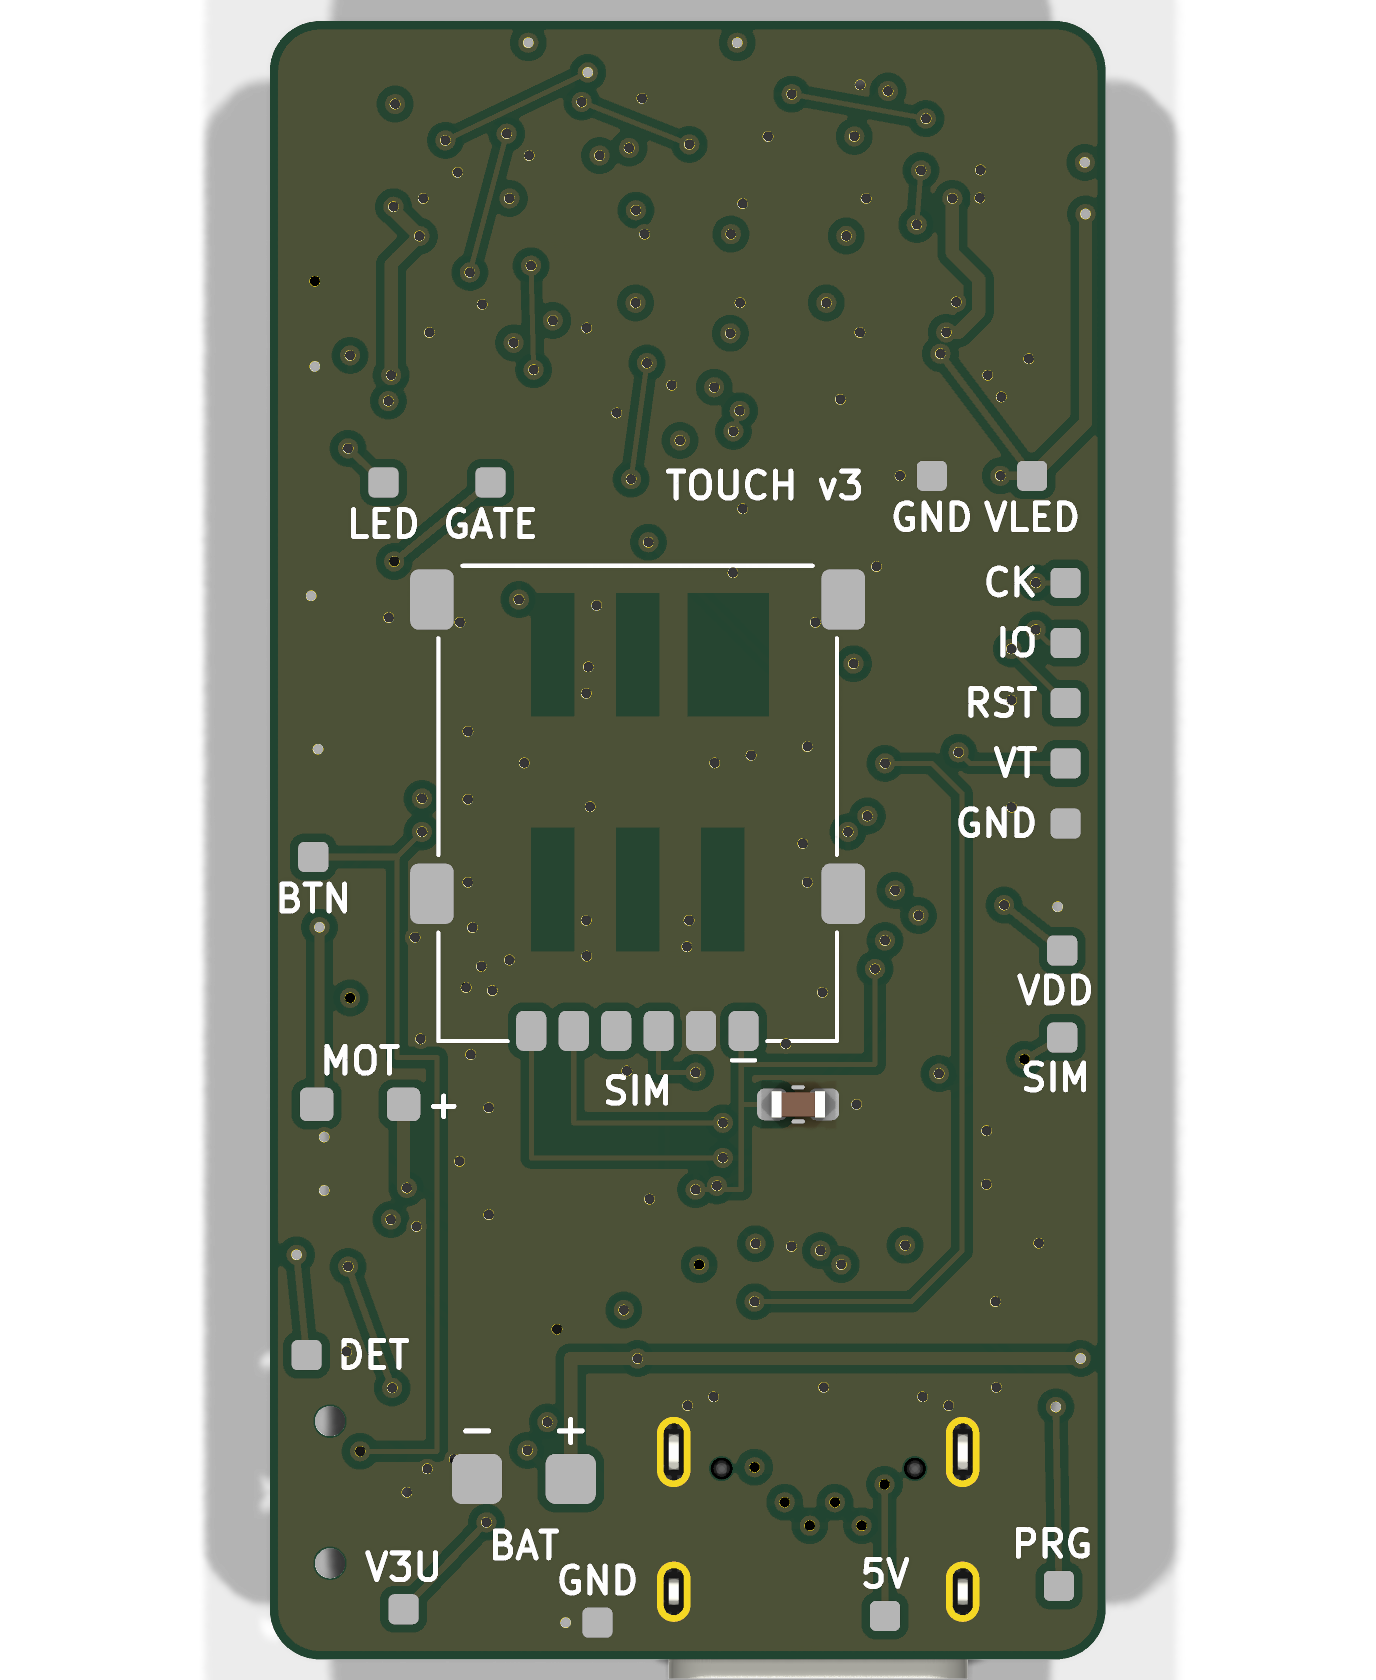 TOUCH v3
LED GATE
GND VLED
CK
IO
RST
VT
GND
BTN
VDD
MOT
+
SIM
−
SIM
DET
− +
BAT
V3U
GND
5V
PRG